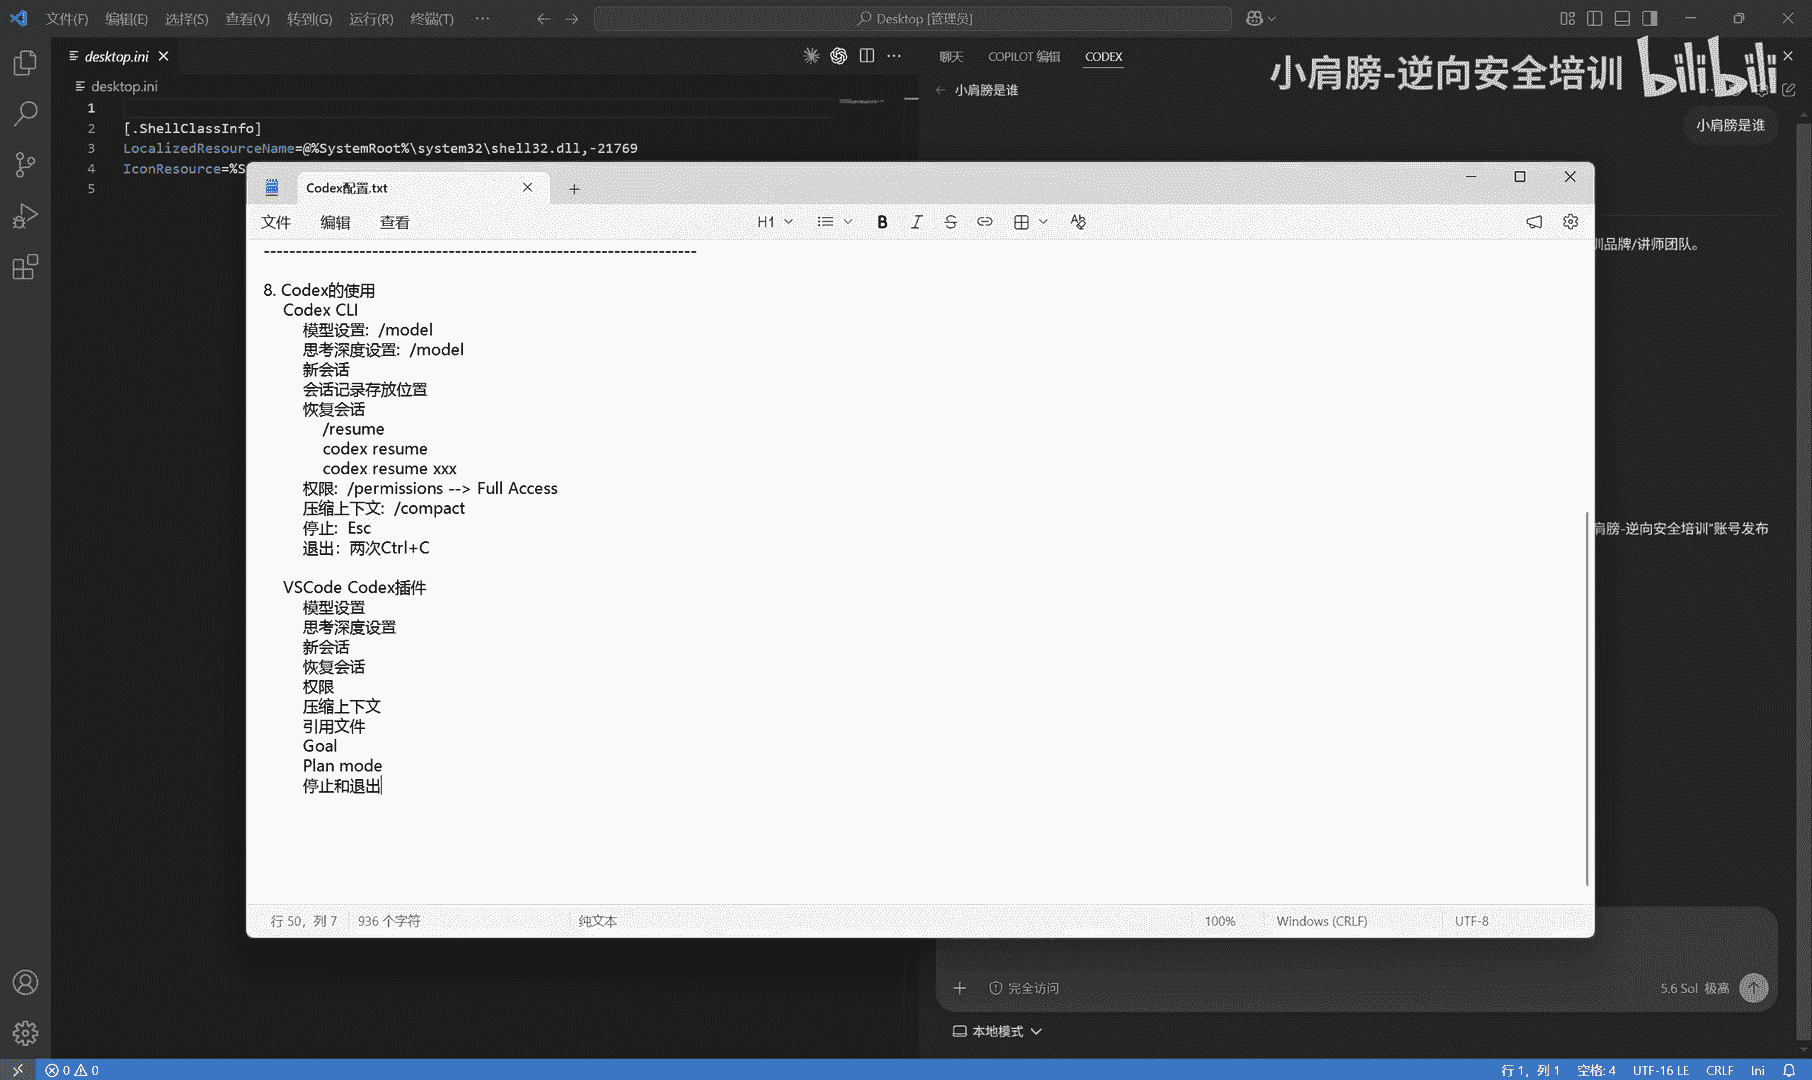 文件(F) 编辑(E) 选择(S) 查看(V) 转到(G) 运行(R) 终端(T) ··· Desktop [管理员]
desktop.ini
聊天 COPILOT 编辑 CODEX
小肩膀-逆向安全培训 bilibili
desktop.ini
小肩膀是谁
小肩膀是谁
1
2 [.ShellClassInfo]
3 LocalizedResourceName=@%SystemRoot%\system32\shell32.dll,-21769
4 IconResource=%S
5
Codex配置.txt
文件 编辑 查看 H1
训品牌/讲师团队。
-------------------------------------------------------------------
8. Codex的使用
Codex CLI
模型设置: /model
思考深度设置: /model
新会话
会话记录存放位置
恢复会话
/resume
codex resume
codex resume xxx
权限: /permissions --> Full Access
压缩上下文: /compact
停止: Esc
退出: 两次Ctrl+C
肩膀-逆向安全培训"账号发布
VSCode Codex插件
模型设置
思考深度设置
新会话
恢复会话
权限
压缩上下文
引用文件
Goal
Plan mode
停止和退出
行 50, 列 7 936 个字符 纯文本 100% Windows (CRLF) UTF-8
完全访问 5.6 Sol 极高
本地模式
0 0 行 1, 列 1 空格: 4 UTF-16 LE CRLF Ini